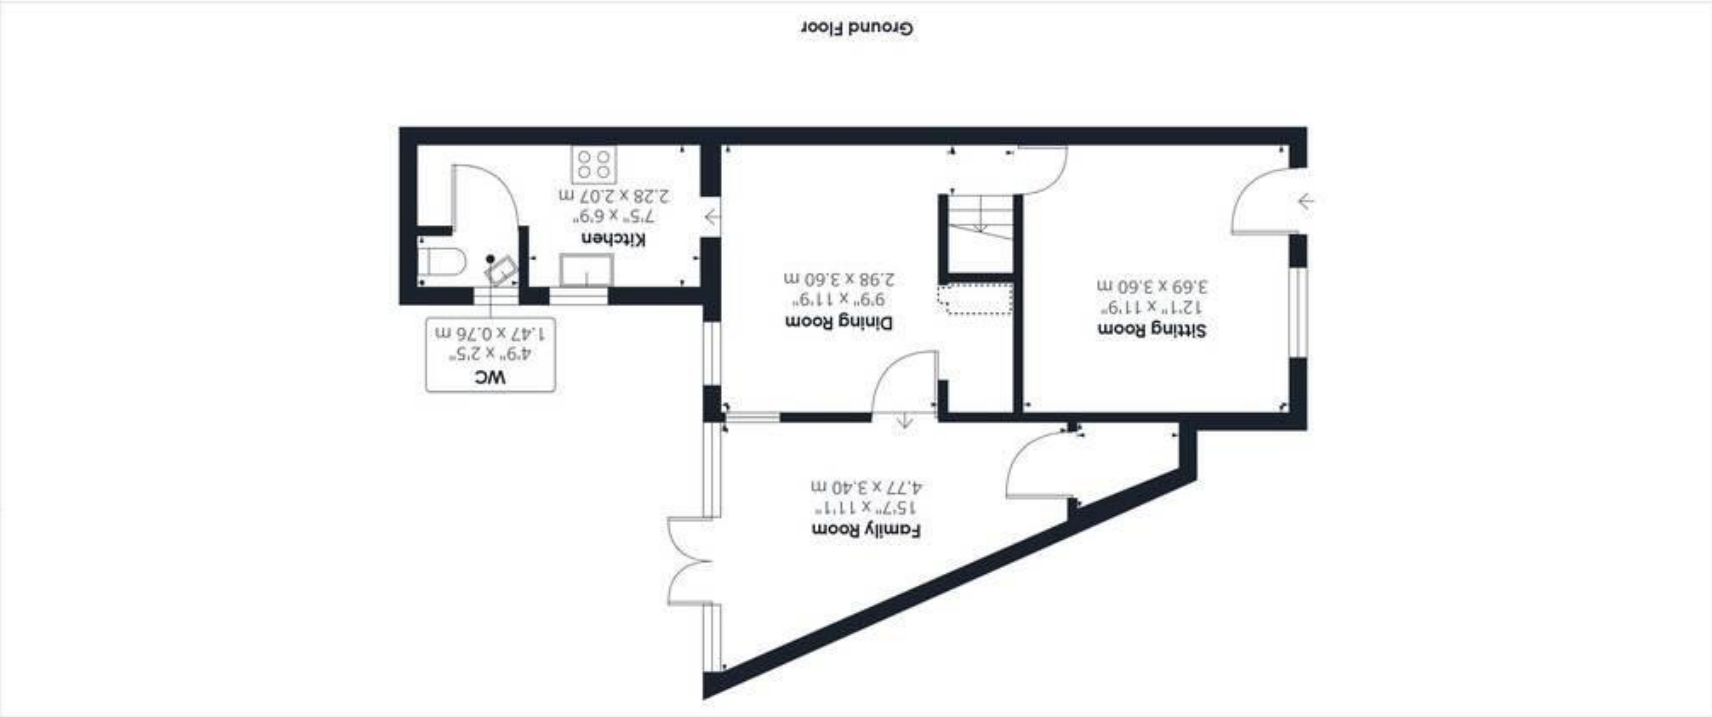 Family Room
15'7" x 11'1"
4.77 x 3.40 m
WC
4'9" x 2'5"
1.47 x 0.76 m
Sitting Room
12'1" x 11'9"
3.69 x 3.60 m
Dining Room
9'9" x 11'9"
2.98 x 3.60 m
Kitchen
7'5" x 6'9"
2.28 x 2.07 m
Ground Floor